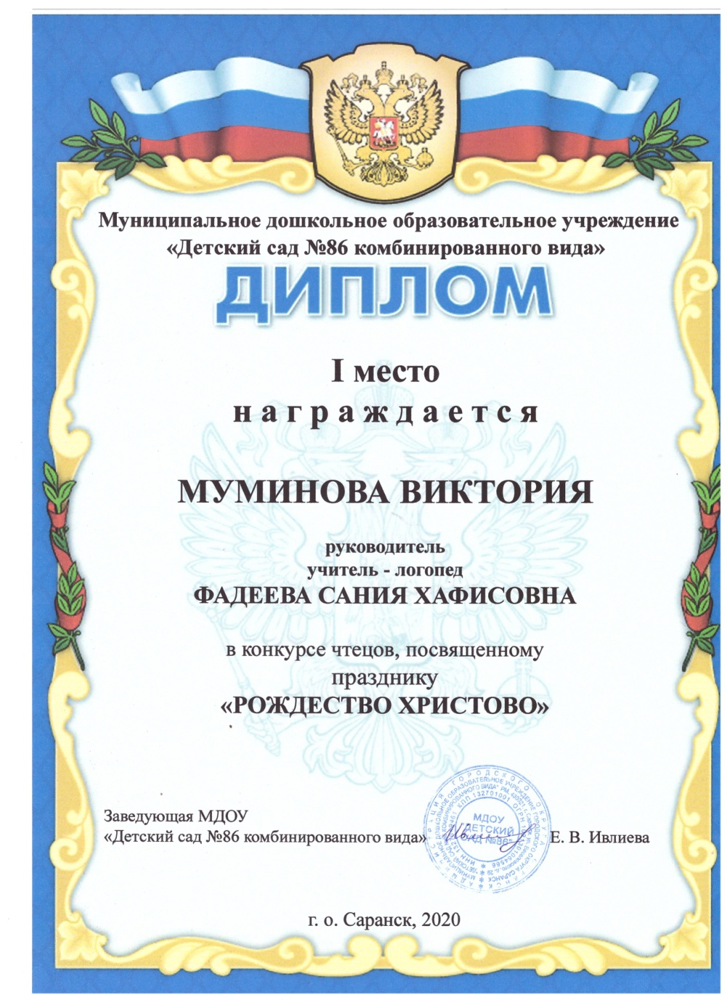 Муниципальное дошкольное образовательное учреждение
«Детский сад №86 комбинированного вида»
ДИПЛОМ
I место
награждается
МУМИНОВА ВИКТОРИЯ
руководитель
учитель - логопед
ФАДЕЕВА САНИЯ ХАФИСОВНА
в конкурсе чтецов, посвященному
празднику
«РОЖДЕСТВО ХРИСТОВО»
Заведующая МДОУ
«Детский сад №86 комбинированного вида»
Е. В. Ивлиева
МДОУ
"ДЕТСКИЙ
САД №86"
г. о. Саранск, 2020